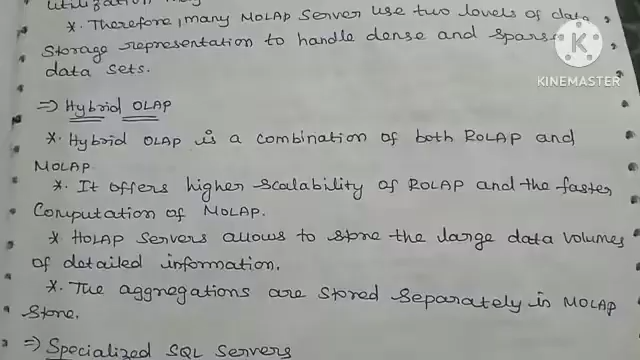 utilization may
*. Therefore, many MOLAP Server use two levels of data
Storage representation to handle dense and spars
data sets.
⇒ Hybrid OLAP
*. Hybrid OLAP is a combination of both ROLAP and
MOLAP.
*. It offers higher scalability of ROLAP and the faster
Computation of MOLAP.
* HOLAP Servers allows to store the large data volumes
of detailed information.
*. The aggregations are stored separately in MOLAP
Store.
⇒ Specialized SQL Servers
K
KINEMASTER